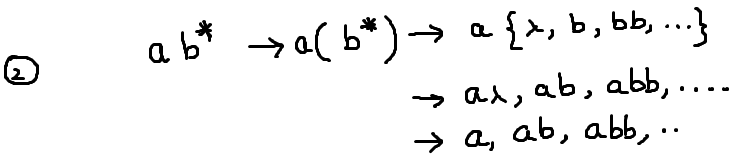 ② ab* → a(b*) → a {λ, b, bb, ...}
→ aλ, ab, abb, ....
→ a, ab, abb, ..